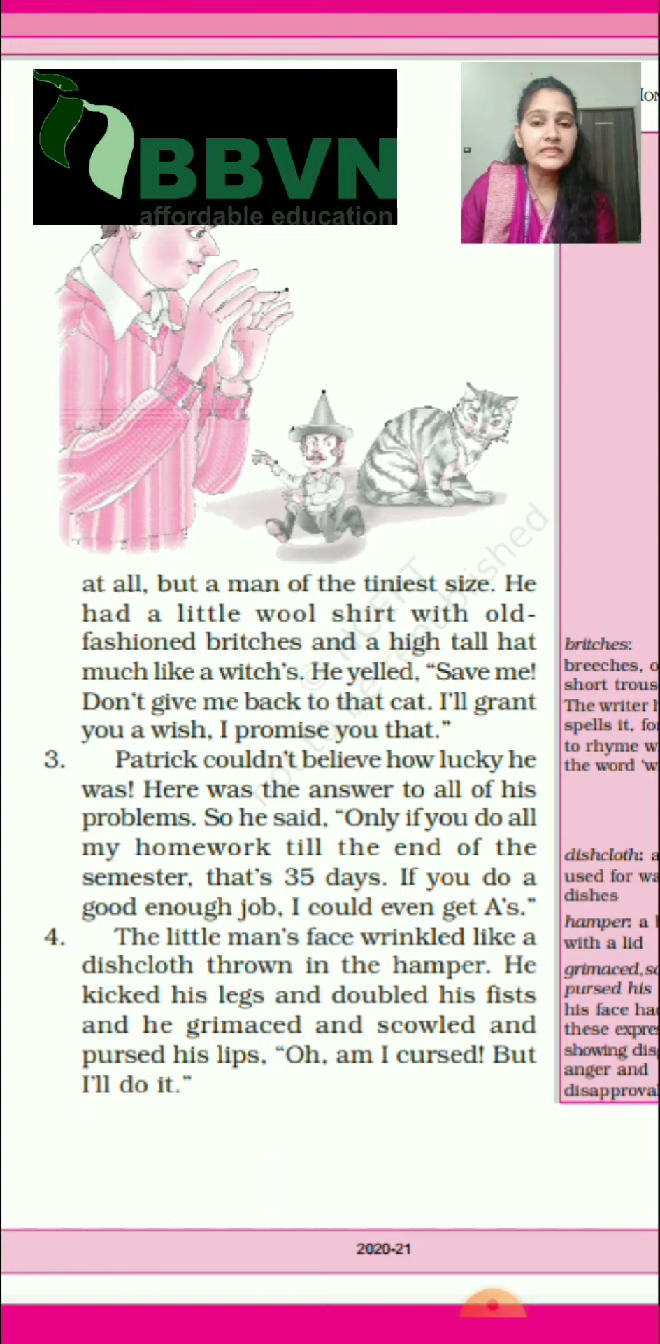 BBVN
affordable education
at all, but a man of the tiniest size. He
had a little wool shirt with old-
fashioned britches and a high tall hat
much like a witch's. He yelled, “Save me!
Don't give me back to that cat. I'll grant
you a wish, I promise you that.”
3. Patrick couldn't believe how lucky he
was! Here was the answer to all of his
problems. So he said, “Only if you do all
my homework till the end of the
semester, that's 35 days. If you do a
good enough job, I could even get A's.”
4. The little man's face wrinkled like a
dishcloth thrown in the hamper. He
kicked his legs and doubled his fists
and he grimaced and scowled and
pursed his lips, “Oh, am I cursed! But
I'll do it.”
britches:
breeches, o
short trous
The writer h
spells it, fo
to rhyme w
the word 'w
dishcloth: a
used for wa
dishes
hamper: a
with a lid
grimaced, sc
pursed his
his face had
these expres
showing dis
anger and
disapproval
© NCERT
not to be republished
2020-21